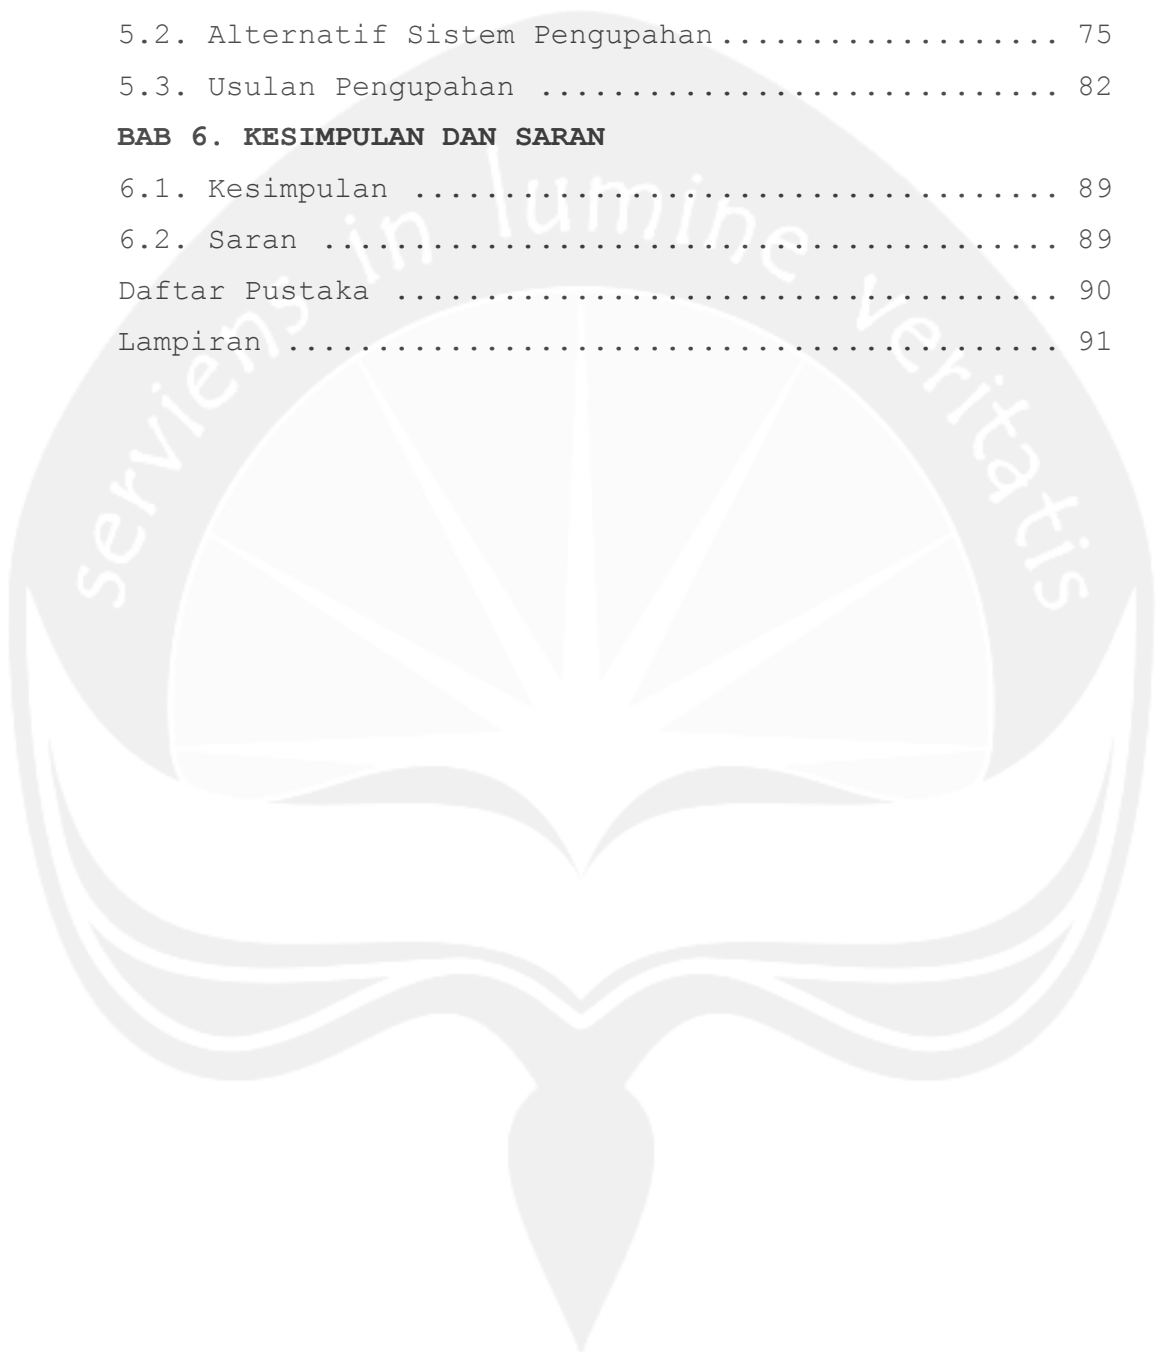 5.2. Alternatif Sistem Pengupahan................... 75
5.3. Usulan Pengupahan ............................. 82
BAB 6. KESIMPULAN DAN SARAN
6.1. Kesimpulan .................................... 89
6.2. Saran ......................................... 89
Daftar Pustaka ..................................... 90
Lampiran ........................................... 91
serviens in lumine veritatis